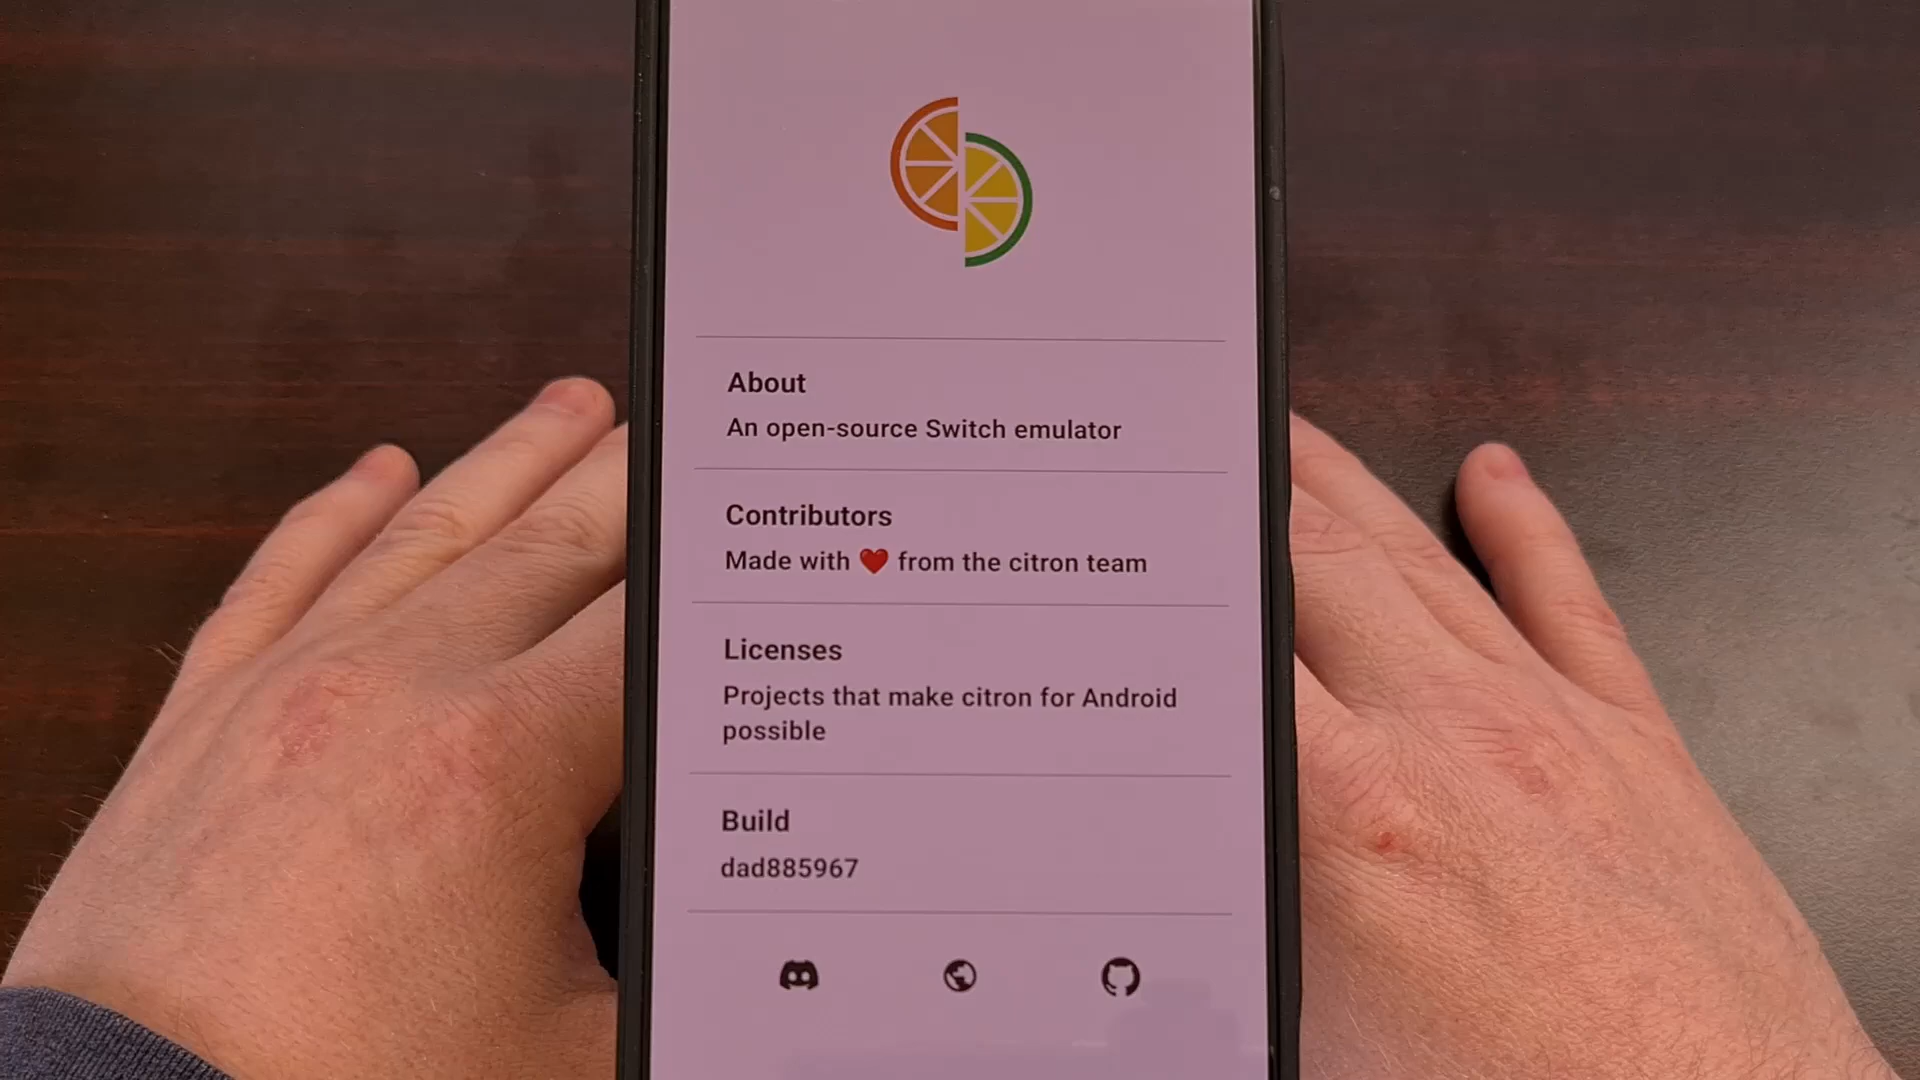 About
An open-source Switch emulator
Contributors
Made with ❤️ from the citron team
Licenses
Projects that make citron for Android
possible
Build
dad885967